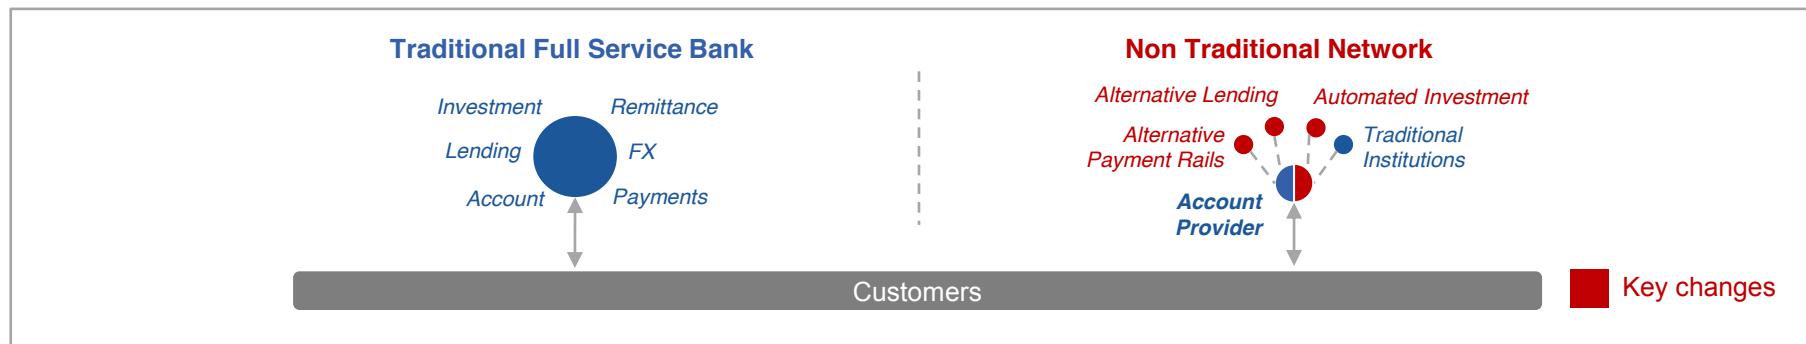 Traditional Full Service Bank
Investment
Remittance
Lending
FX
Account
Payments
Non Traditional Network
Alternative Lending
Automated Investment
Alternative
Payment Rails
Traditional
Institutions
Account
Provider
Customers
Key changes